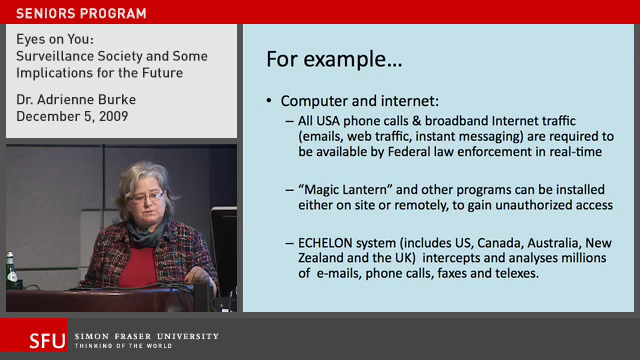 SENIORS PROGRAM
Eyes on You:
Surveillance Society and Some
Implications for the Future
Dr. Adrienne Burke
December 5, 2009
For example…
• Computer and internet:
– All USA phone calls & broadband Internet traffic
(emails, web traffic, instant messaging) are required to
be available by Federal law enforcement in real-time
– “Magic Lantern” and other programs can be installed
either on site or remotely, to gain unauthorized access
– ECHELON system (includes US, Canada, Australia, New
Zealand and the UK) intercepts and analyses millions
of e-mails, phone calls, faxes and telexes.
SFU
SIMON FRASER UNIVERSITY
THINKING OF THE WORLD